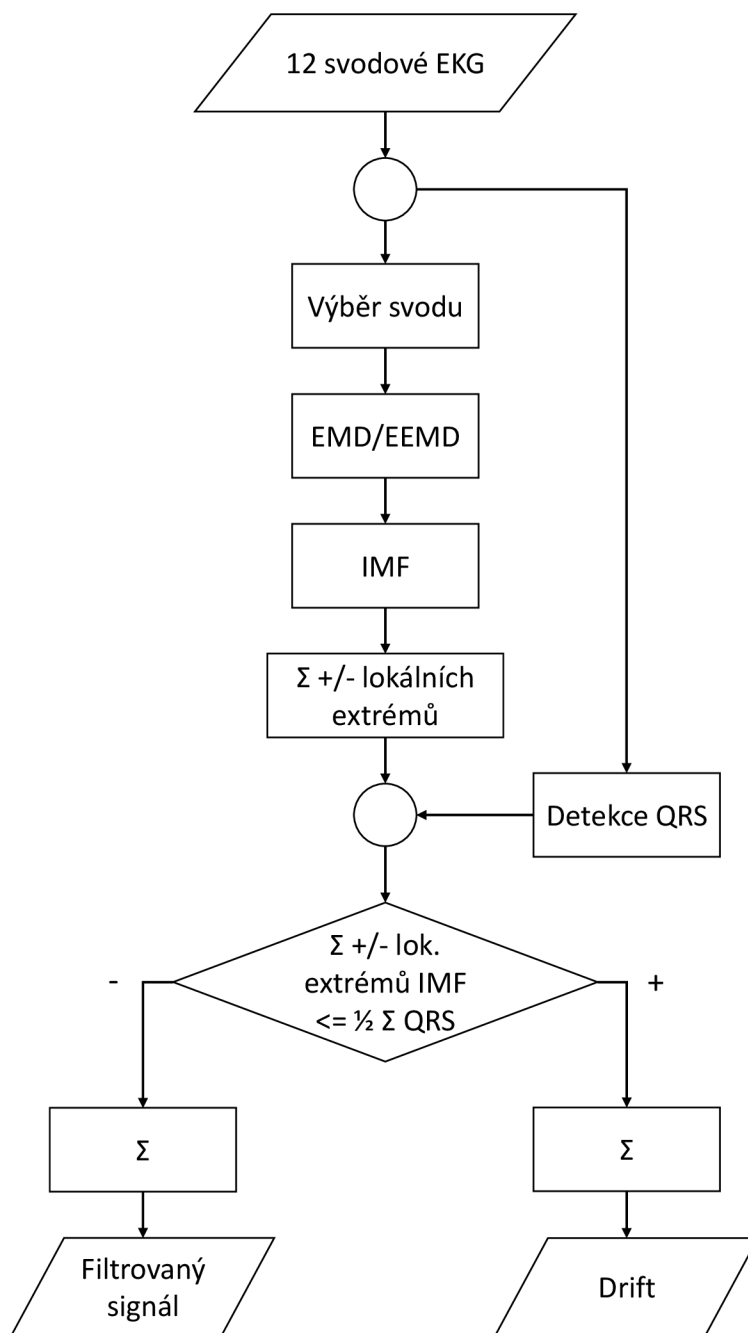 12 svodové EKG
Výběr svodu
EMD/EEMD
IMF
Σ +/- lokálních
extrémů
Detekce QRS
Σ +/- lok.
extrémů IMF
<= ½ Σ QRS
-
+
Σ
Σ
Filtrovaný
signál
Drift